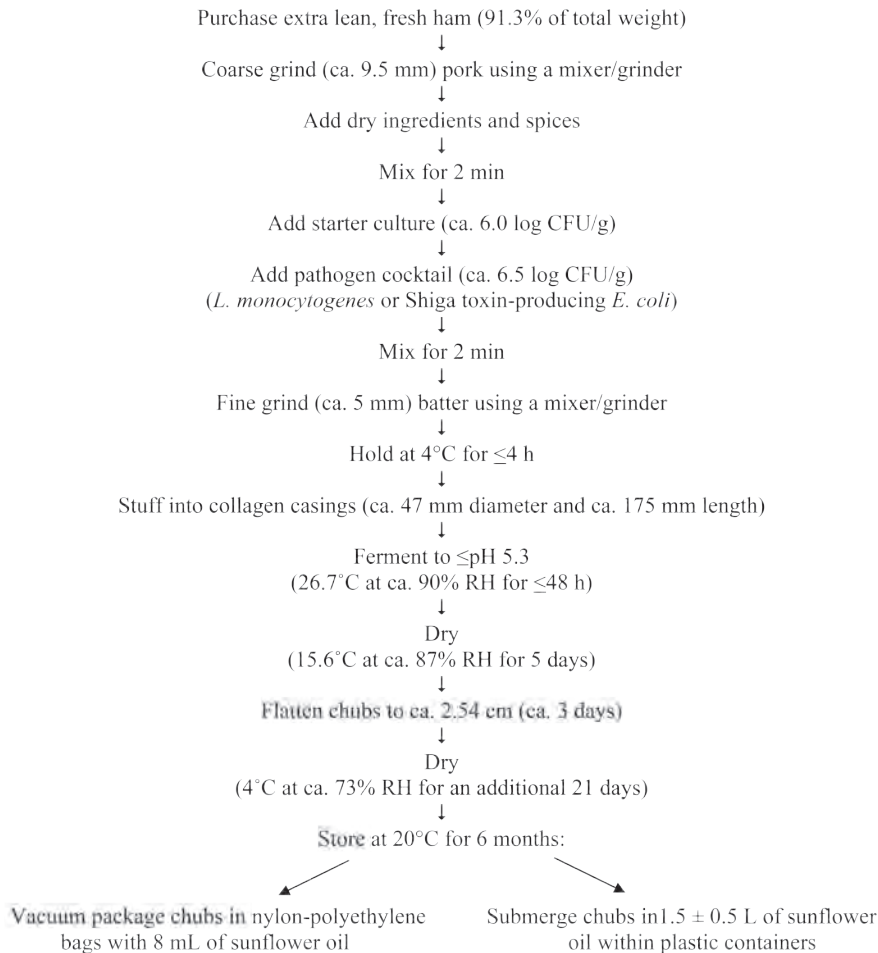 Purchase extra lean, fresh ham (91.3% of total weight)
↓
Coarse grind (ca. 9.5 mm) pork using a mixer/grinder
↓
Add dry ingredients and spices
↓
Mix for 2 min
↓
Add starter culture (ca. 6.0 log CFU/g)
↓
Add pathogen cocktail (ca. 6.5 log CFU/g)
(L. monocytogenes or Shiga toxin-producing E. coli)
↓
Mix for 2 min
↓
Fine grind (ca. 5 mm) batter using a mixer/grinder
↓
Hold at 4°C for ≤4 h
↓
Stuff into collagen casings (ca. 47 mm diameter and ca. 175 mm length)
↓
Ferment to ≤pH 5.3
(26.7°C at ca. 90% RH for ≤48 h)
↓
Dry
(15.6°C at ca. 87% RH for 5 days)
↓
Flatten chubs to ca. 2.54 cm (ca. 3 days)
↓
Dry
(4°C at ca. 73% RH for an additional 21 days)
↓
Store at 20°C for 6 months:
Vacuum package chubs in nylon-polyethylene
bags with 8 mL of sunflower oil
Submerge chubs in1.5 ± 0.5 L of sunflower
oil within plastic containers